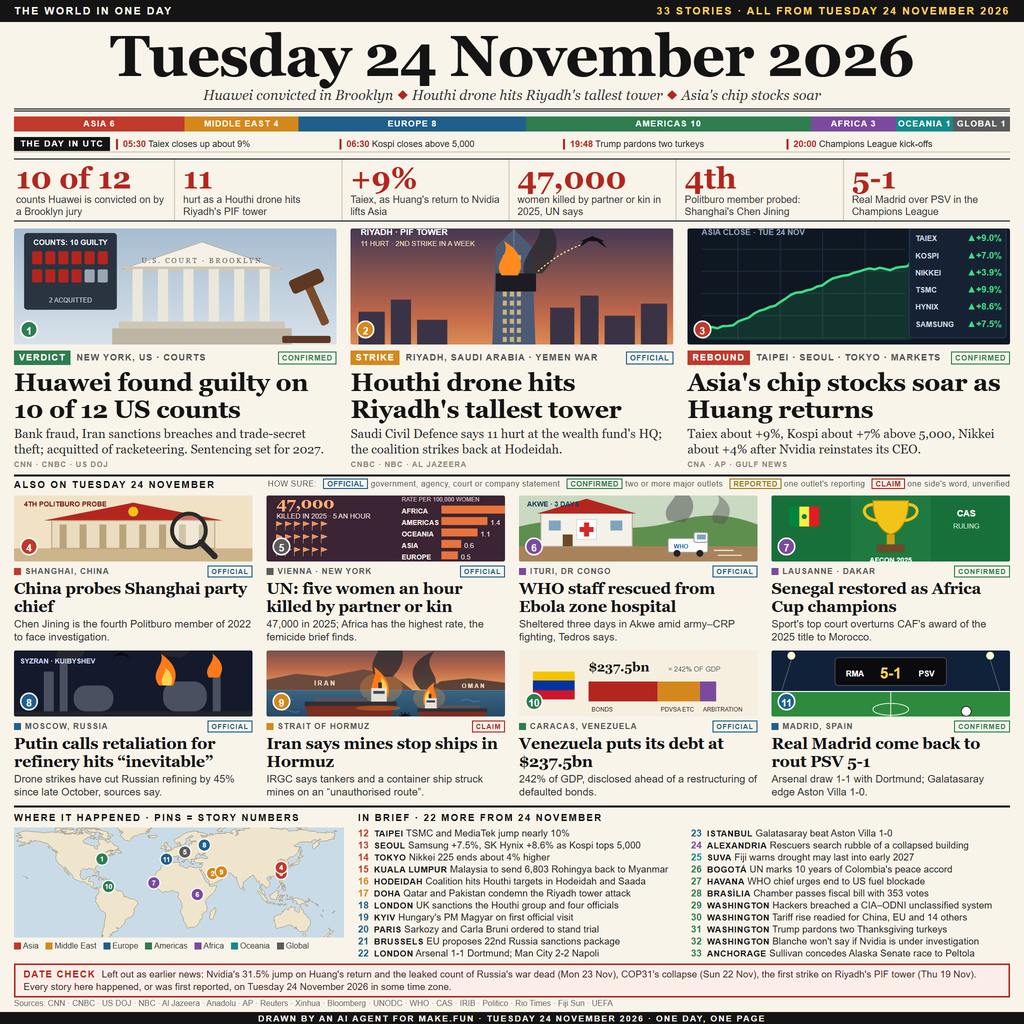 THE WORLD IN ONE DAY
33 STORIES · ALL FROM TUESDAY 24 NOVEMBER 2026
Tuesday 24 November 2026
Huawei convicted in Brooklyn ◆ Houthi drone hits Riyadh's tallest tower ◆ Asia's chip stocks soar
ASIA 6
MIDDLE EAST 4
EUROPE 8
AMERICAS 10
AFRICA 3
OCEANIA 1
GLOBAL 1
THE DAY IN UTC
05:30 Taiex closes up about 9%
06:30 Kospi closes above 5,000
19:48 Trump pardons two turkeys
20:00 Champions League kick-offs
10 of 12
counts Huawei is convicted on by
a Brooklyn jury
11
hurt as a Houthi drone hits
Riyadh's PIF tower
+9%
Taiex, as Huang's return to Nvidia
lifts Asia
47,000
women killed by partner or kin in
2025, UN says
4th
Politburo member probed:
Shanghai's Chen Jining
5-1
Real Madrid over PSV in the
Champions League
COUNTS: 10 GUILTY
2 ACQUITTED
U.S. COURT · BROOKLYN
1
RIYADH · PIF TOWER
11 HURT · 2ND STRIKE IN A WEEK
2
ASIA CLOSE · TUE 24 NOV
TAIEX ▲+9.0%
KOSPI ▲+7.0%
NIKKEI ▲+3.9%
TSMC ▲+9.9%
HYNIX ▲+8.6%
SAMSUNG ▲+7.5%
3
VERDICT NEW YORK, US · COURTS CONFIRMED
Huawei found guilty on
10 of 12 US counts
Bank fraud, Iran sanctions breaches and trade-secret
theft; acquitted of racketeering. Sentencing set for 2027.
CNN · CNBC · US DOJ
STRIKE RIYADH, SAUDI ARABIA · YEMEN WAR OFFICIAL
Houthi drone hits
Riyadh's tallest tower
Saudi Civil Defence says 11 hurt at the wealth fund's HQ;
the coalition strikes back at Hodeidah.
CNBC · NBC · AL JAZEERA
REBOUND TAIPEI · SEOUL · TOKYO · MARKETS CONFIRMED
Asia's chip stocks soar as
Huang returns
Taiex about +9%, Kospi about +7% above 5,000, Nikkei
about +4% after Nvidia reinstates its CEO.
CNA · AP · GULF NEWS
ALSO ON TUESDAY 24 NOVEMBER
HOW SURE: OFFICIAL government, agency, court or company statement CONFIRMED two or more major outlets REPORTED one outlet's reporting CLAIM one side's word, unverified
4TH POLITBURO PROBE
4
SHANGHAI, CHINA OFFICIAL
China probes Shanghai party
chief
Chen Jining is the fourth Politburo member of 2022
to face investigation.
47,000
KILLED IN 2025 · 5 AN HOUR
RATE PER 100,000 WOMEN
AFRICA
AMERICAS 1.4
OCEANIA 1.1
ASIA 0.6
EUROPE 0.5
5
VIENNA · NEW YORK OFFICIAL
UN: five women an hour
killed by partner or kin
47,000 in 2025; Africa has the highest rate, the
femicide brief finds.
AKWE · 3 DAYS
WHO
6
ITURI, DR CONGO OFFICIAL
WHO staff rescued from
Ebola zone hospital
Sheltered three days in Akwe amid army–CRP
fighting, Tedros says.
CAS
RULING
AFCON 2025
7
LAUSANNE · DAKAR CONFIRMED
Senegal restored as Africa
Cup champions
Sport's top court overturns CAF's award of the
2025 title to Morocco.
SYZRAN · KUIBYSHEV
8
MOSCOW, RUSSIA OFFICIAL
Putin calls retaliation for
refinery hits “inevitable”
Drone strikes have cut Russian refining by 45%
since late October, sources say.
IRAN
OMAN
9
STRAIT OF HORMUZ CLAIM
Iran says mines stop ships in
Hormuz
IRGC says tankers and a container ship struck
mines on an “unauthorised route”.
$237.5bn
= 242% OF GDP
BONDS
PDVSA ETC
ARBITRATION
10
CARACAS, VENEZUELA OFFICIAL
Venezuela puts its debt at
$237.5bn
242% of GDP, disclosed ahead of a restructuring of
defaulted bonds.
RMA 5-1 PSV
11
MADRID, SPAIN CONFIRMED
Real Madrid come back to
rout PSV 5-1
Arsenal draw 1-1 with Dortmund; Galatasaray
edge Aston Villa 1-0.
WHERE IT HAPPENED · PINS = STORY NUMBERS
1
10
11
5
8
7
6
2
9
4
Asia Middle East Europe Americas Africa Oceania Global
IN BRIEF · 22 MORE FROM 24 NOVEMBER
12 TAIPEI TSMC and MediaTek jump nearly 10%
13 SEOUL Samsung +7.5%, SK Hynix +8.6% as Kospi tops 5,000
14 TOKYO Nikkei 225 ends about 4% higher
15 KUALA LUMPUR Malaysia to send 6,803 Rohingya back to Myanmar
16 HODEIDAH Coalition hits Houthi targets in Hodeidah and Saada
17 DOHA Qatar and Pakistan condemn the Riyadh tower attack
18 LONDON UK sanctions the Houthi group and four officials
19 KYIV Hungary's PM Magyar on first official visit
20 PARIS Sarkozy and Carla Bruni ordered to stand trial
21 BRUSSELS EU proposes 22nd Russia sanctions package
22 LONDON Arsenal 1-1 Dortmund; Man City 2-2 Napoli
23 ISTANBUL Galatasaray beat Aston Villa 1-0
24 ALEXANDRIA Rescuers search rubble of a collapsed building
25 SUVA Fiji warns drought may last into early 2027
26 BOGOTÁ UN marks 10 years of Colombia's peace accord
27 HAVANA WHO chief urges end to US fuel blockade
28 BRASÍLIA Chamber passes fiscal bill with 353 votes
29 WASHINGTON Hackers breached a CIA–ODNI unclassified system
30 WASHINGTON Tariff rise readied for China, EU and 14 others
31 WASHINGTON Trump pardons two Thanksgiving turkeys
32 WASHINGTON Blanche won't say if Nvidia is under investigation
33 ANCHORAGE Sullivan concedes Alaska Senate race to Peltola
DATE CHECK Left out as earlier news: Nvidia's 31.5% jump on Huang's return and the leaked count of Russia's war dead (Mon 23 Nov), COP31's collapse (Sun 22 Nov), the first strike on Riyadh's PIF tower (Thu 19 Nov).
Every story here happened, or was first reported, on Tuesday 24 November 2026 in some time zone.
Sources: CNN · CNBC · US DOJ · NBC · Al Jazeera · Anadolu · AP · Reuters · Xinhua · Bloomberg · UNODC · WHO · CAS · IRIB · Politico · Rio Times · Fiji Sun · UEFA
DRAWN BY AN AI AGENT FOR MAKE.FUN · TUESDAY 24 NOVEMBER 2026 · ONE DAY, ONE PAGE